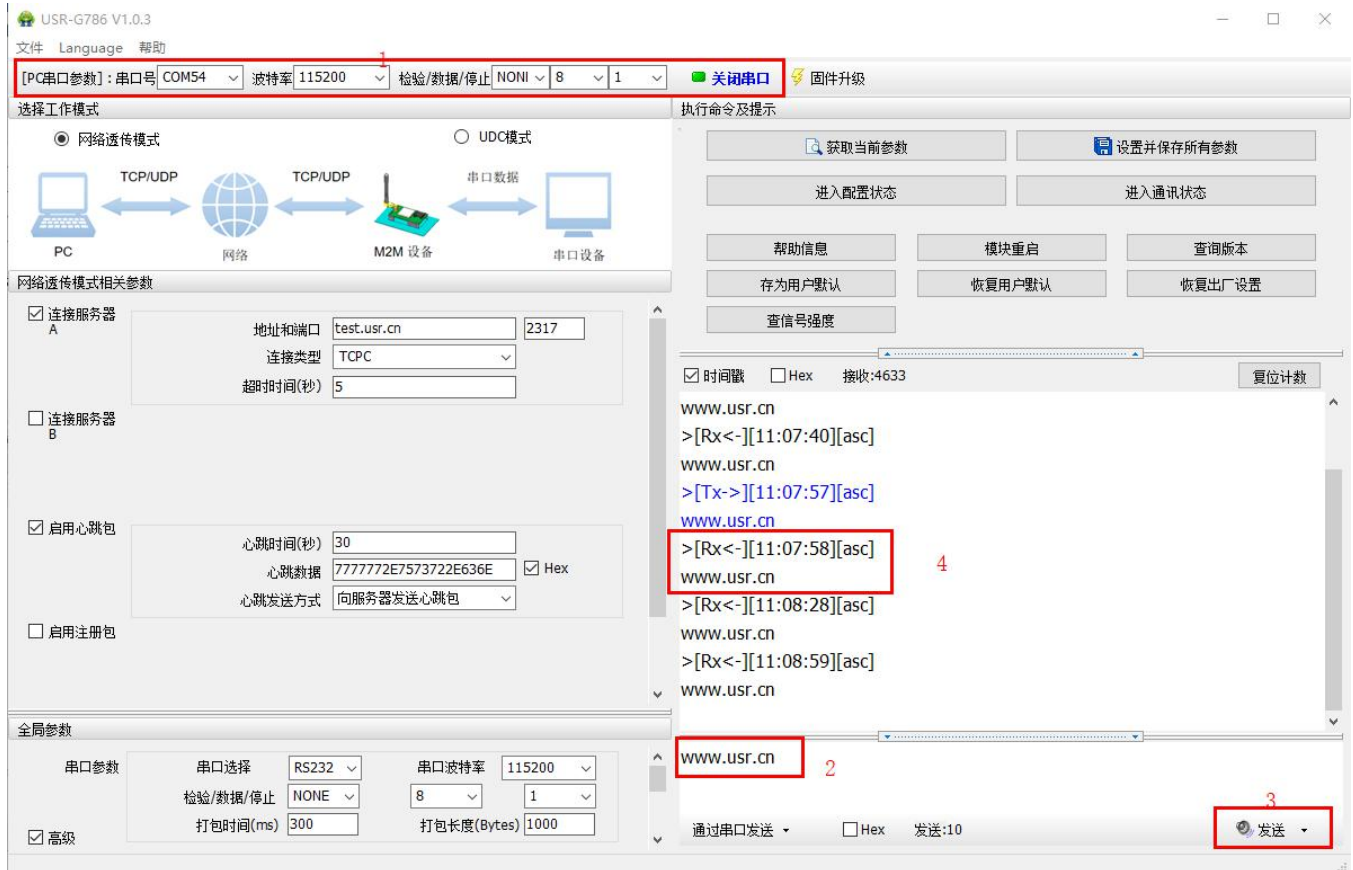 USR-G786 V1.0.3
文件 Language 帮助
1
[PC串口参数]:串口号 COM54 波特率 115200 检验/数据/停止 NONI 8 1 关闭串口 固件升级
选择工作模式
网络透传模式 UDC模式
TCP/UDP TCP/UDP 串口数据
PC 网络 M2M 设备 串口设备
网络透传模式相关参数
连接服务器
A
地址和端口 test.usr.cn 2317
连接类型 TCPC
超时时间(秒) 5
连接服务器
B
启用心跳包
心跳时间(秒) 30
心跳数据 7777772E7573722E636E Hex
心跳发送方式 向服务器发送心跳包
启用注册包
全局参数
串口参数 串口选择 RS232 串口波特率 115200
检验/数据/停止 NONE 8 1
打包时间(ms) 300 打包长度(Bytes) 1000
高级
执行命令及提示
获取当前参数 设置并保存所有参数
进入配置状态 进入通讯状态
帮助信息 模块重启 查询版本
存为用户默认 恢复用户默认 恢复出厂设置
查信号强度
时间戳 Hex 接收:4633 复位计数
www.usr.cn
>[Rx<-][11:07:40][asc]
www.usr.cn
>[Tx->][11:07:57][asc]
www.usr.cn
>[Rx<-][11:07:58][asc]
4
www.usr.cn
>[Rx<-][11:08:28][asc]
www.usr.cn
>[Rx<-][11:08:59][asc]
www.usr.cn
www.usr.cn
2
3
通过串口发送 Hex 发送:10 发送